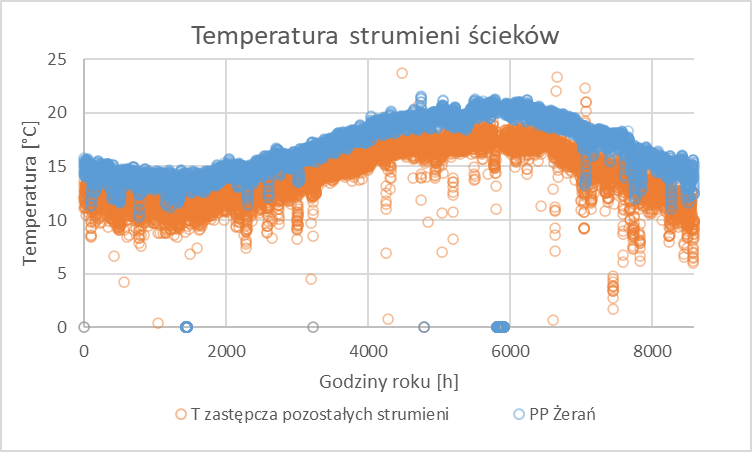 Temperatura strumieni ścieków
Temperatura [°C]
25
20
15
10
5
0
0 2000 4000 6000 8000
Godziny roku [h]
T zastępcza pozostałych strumieni PP Żerań